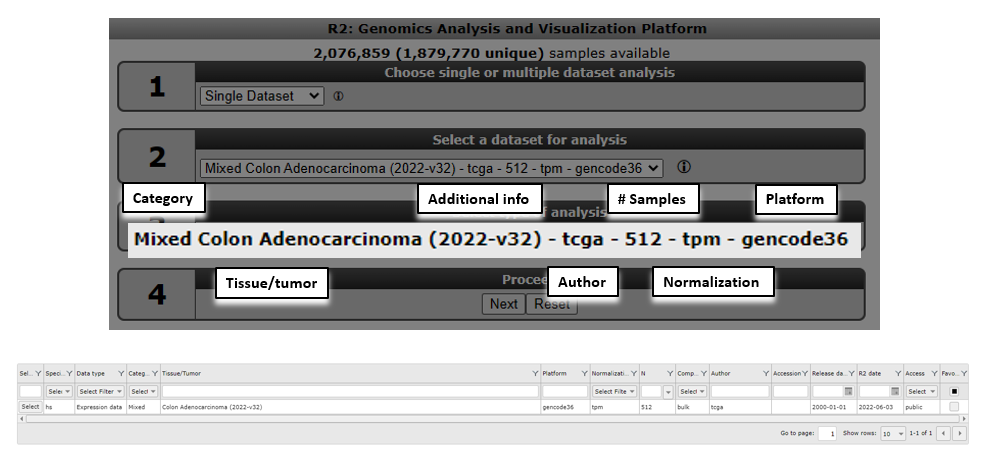 R2: Genomics Analysis and Visualization Platform
2,076,859 (1,879,770 unique) samples available
1
Choose single or multiple dataset analysis
Single Dataset
2
Select a dataset for analysis
Mixed Colon Adenocarcinoma (2022-v32) - tcga - 512 - tpm - gencode36
Category
Additional info
# Samples
Platform
of analysis
Mixed Colon Adenocarcinoma (2022-v32) - tcga - 512 - tpm - gencode36
4
Tissue/tumor
Procee
Author
Normalization
Next Reset
Sel... Speci... Data type Categ... Tissue/Tumor Platform Normalizati... N Comp... Author Accession Release da... R2 date Access Favo...
Selec Select Filter Select Select Filte Select Select
Select hs Expression data Mixed Colon Adenocarcinoma (2022-v32) gencode36 tpm 512 bulk tcga 2000-01-01 2022-06-03 public
Go to page: 1 Show rows: 10 1-1 of 1